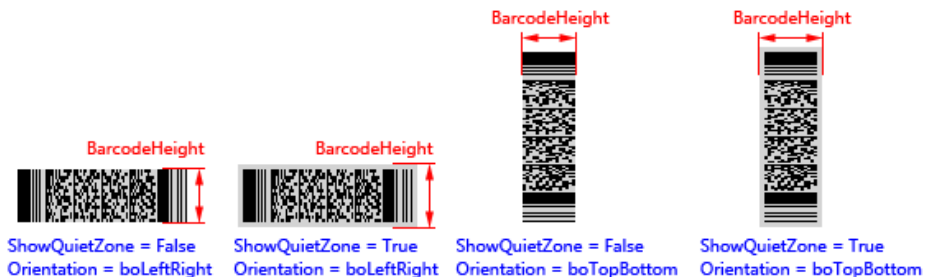 BarcodeHeight
BarcodeHeight
BarcodeHeight
BarcodeHeight
ShowQuietZone = False
Orientation = boLeftRight
ShowQuietZone = True
Orientation = boLeftRight
ShowQuietZone = False
Orientation = boTopBottom
ShowQuietZone = True
Orientation = boTopBottom